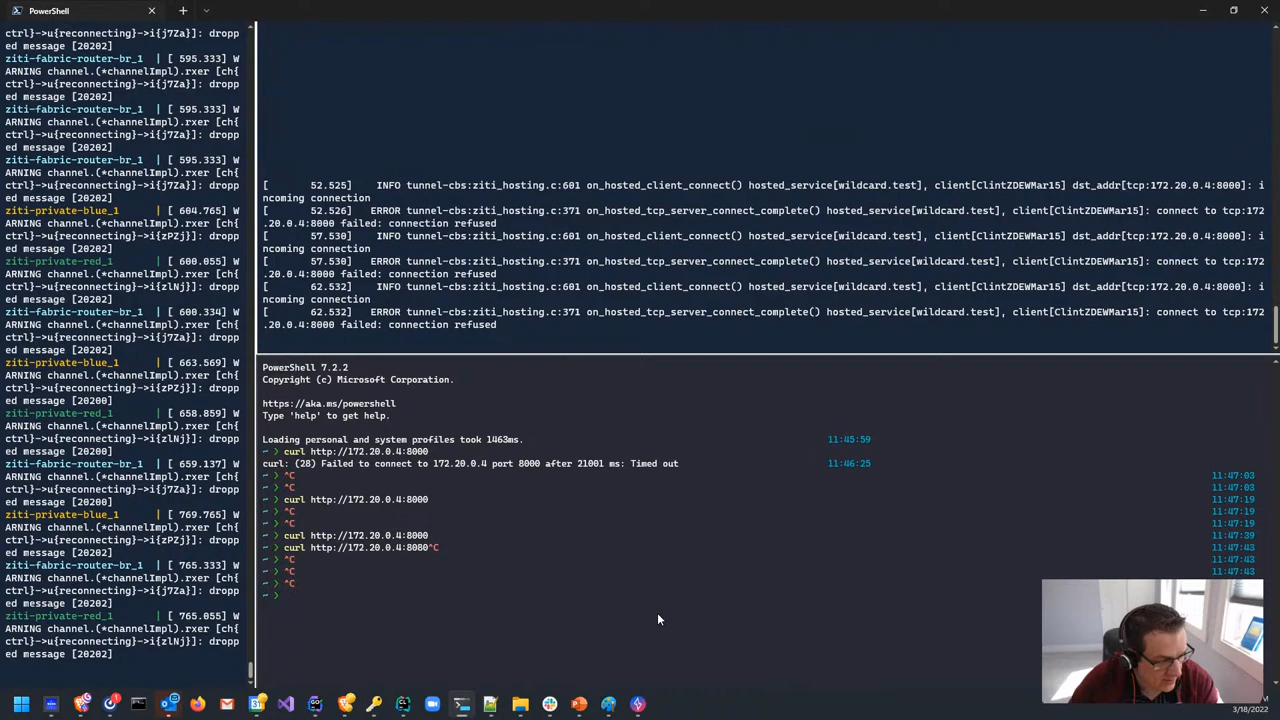 PowerShell
ctrl}->u{reconnecting}->i{j7Za}]: dropp
ed message [20202]
ziti-fabric-router-br_1 | [ 595.333] W
ARNING channel.(*channelImpl).rxer [ch{
ctrl}->u{reconnecting}->i{j7Za}]: dropp
ed message [20202]
ziti-fabric-router-br_1 | [ 595.333] W
ARNING channel.(*channelImpl).rxer [ch{
ctrl}->u{reconnecting}->i{j7Za}]: dropp
ed message [20202]
ziti-fabric-router-br_1 | [ 595.333] W
ARNING channel.(*channelImpl).rxer [ch{
ctrl}->u{reconnecting}->i{j7Za}]: dropp
ed message [20202]
ziti-private-blue_1 | [ 604.765] W
ARNING channel.(*channelImpl).rxer [ch{
ctrl}->u{reconnecting}->i{zPZj}]: dropp
ed message [20202]
ziti-private-red_1 | [ 600.055] W
ARNING channel.(*channelImpl).rxer [ch{
ctrl}->u{reconnecting}->i{zlNj}]: dropp
ed message [20202]
ziti-fabric-router-br_1 | [ 600.334] W
ARNING channel.(*channelImpl).rxer [ch{
ctrl}->u{reconnecting}->i{j7Za}]: dropp
ed message [20202]
ziti-private-blue_1 | [ 663.569] W
ARNING channel.(*channelImpl).rxer [ch{
ctrl}->u{reconnecting}->i{zPZj}]: dropp
ed message [20200]
ziti-private-red_1 | [ 658.859] W
ARNING channel.(*channelImpl).rxer [ch{
ctrl}->u{reconnecting}->i{zlNj}]: dropp
ed message [20200]
ziti-fabric-router-br_1 | [ 659.137] W
ARNING channel.(*channelImpl).rxer [ch{
ctrl}->u{reconnecting}->i{j7Za}]: dropp
ed message [20200]
ziti-private-blue_1 | [ 769.765] W
ARNING channel.(*channelImpl).rxer [ch{
ctrl}->u{reconnecting}->i{zPZj}]: dropp
ed message [20202]
ziti-fabric-router-br_1 | [ 765.333] W
ARNING channel.(*channelImpl).rxer [ch{
ctrl}->u{reconnecting}->i{j7Za}]: dropp
ed message [20202]
ziti-private-red_1 | [ 765.055] W
ARNING channel.(*channelImpl).rxer [ch{
ctrl}->u{reconnecting}->i{zlNj}]: dropp
ed message [20202]
[ 52.525] INFO tunnel-cbs:ziti_hosting.c:601 on_hosted_client_connect() hosted_service[wildcard.test], client[ClintZDEWMar15] dst_addr[tcp:172.20.0.4:8000]: i
ncoming connection
[ 52.526] ERROR tunnel-cbs:ziti_hosting.c:371 on_hosted_tcp_server_connect_complete() hosted_service[wildcard.test], client[ClintZDEWMar15]: connect to tcp:172
.20.0.4:8000 failed: connection refused
[ 57.530] INFO tunnel-cbs:ziti_hosting.c:601 on_hosted_client_connect() hosted_service[wildcard.test], client[ClintZDEWMar15] dst_addr[tcp:172.20.0.4:8000]: i
ncoming connection
[ 57.530] ERROR tunnel-cbs:ziti_hosting.c:371 on_hosted_tcp_server_connect_complete() hosted_service[wildcard.test], client[ClintZDEWMar15]: connect to tcp:172
.20.0.4:8000 failed: connection refused
[ 62.532] INFO tunnel-cbs:ziti_hosting.c:601 on_hosted_client_connect() hosted_service[wildcard.test], client[ClintZDEWMar15] dst_addr[tcp:172.20.0.4:8000]: i
ncoming connection
[ 62.532] ERROR tunnel-cbs:ziti_hosting.c:371 on_hosted_tcp_server_connect_complete() hosted_service[wildcard.test], client[ClintZDEWMar15]: connect to tcp:172
.20.0.4:8000 failed: connection refused
PowerShell 7.2.2
Copyright (c) Microsoft Corporation.
https://aka.ms/powershell
Type 'help' to get help.
Loading personal and system profiles took 1463ms. 11:45:59
~ ❯ curl http://172.20.0.4:8000
curl: (28) Failed to connect to 172.20.0.4 port 8000 after 21001 ms: Timed out 11:46:25
~ ❯ ^C 11:47:03
~ ❯ ^C 11:47:03
~ ❯ curl http://172.20.0.4:8000 11:47:19
~ ❯ ^C 11:47:19
~ ❯ ^C 11:47:19
~ ❯ curl http://172.20.0.4:8000 11:47:39
~ ❯ curl http://172.20.0.4:8080^C 11:47:43
~ ❯ ^C 11:47:43
~ ❯ ^C 11:47:43
~ ❯ ^C
~ ❯
3/18/2022